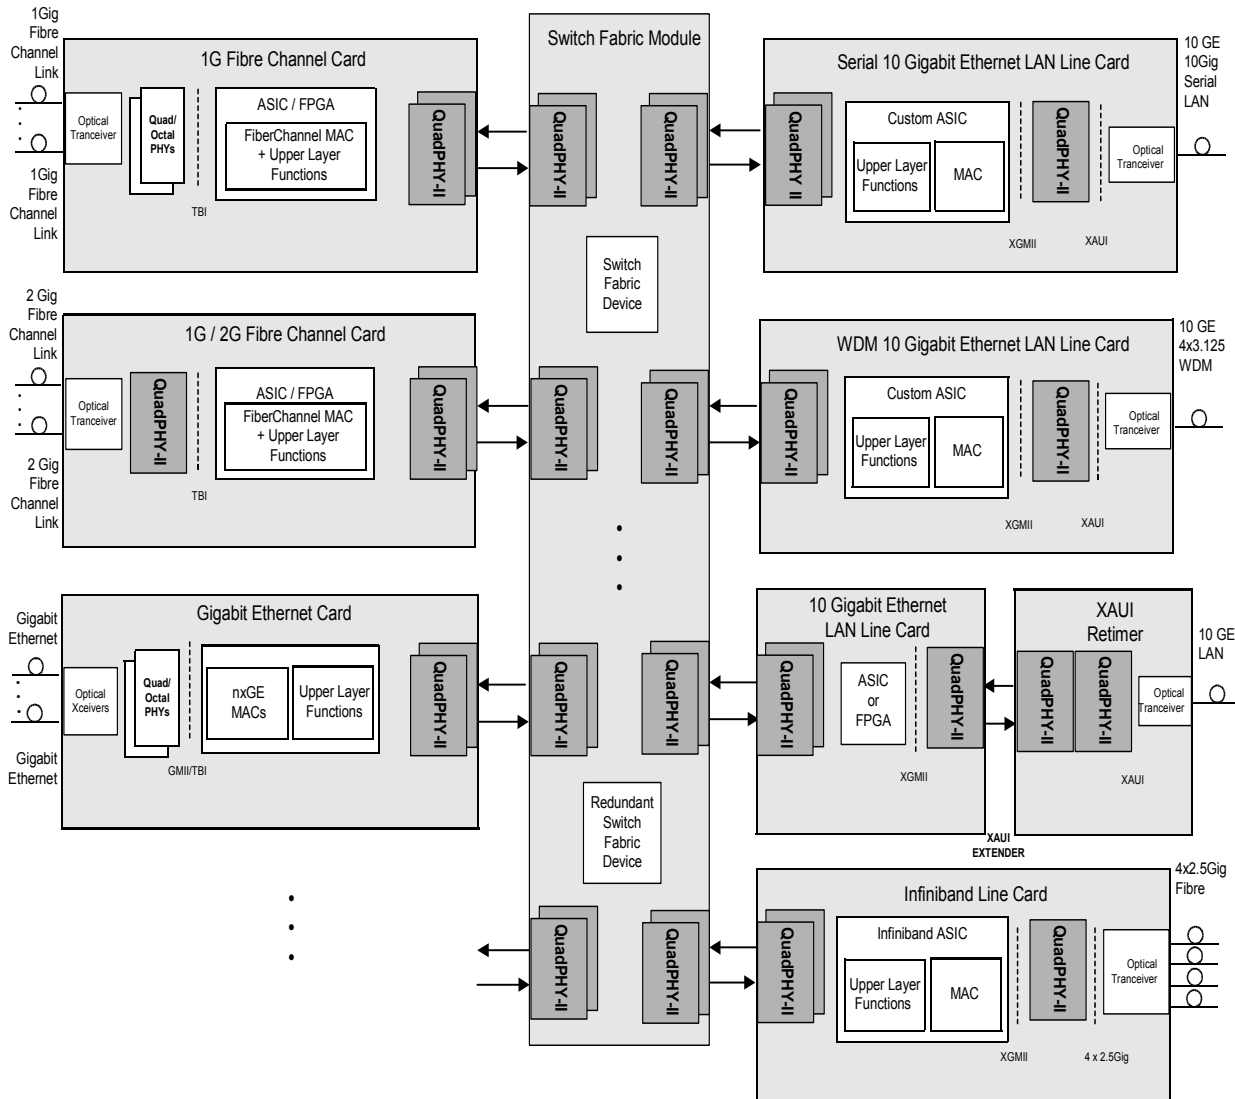 1Gig
Fibre
Channel
Link
1G Fibre Channel Card
Optical
Tranceiver
Quad/
Octal
PHYs
TBI
ASIC / FPGA
FiberChannel MAC
+ Upper Layer
Functions
QuadPHY-II
1Gig
Fibre
Channel
Link
2 Gig
Fibre
Channel
Link
1G / 2G Fibre Channel Card
Optical
Tranceiver
QuadPHY-II
TBI
ASIC / FPGA
FiberChannel MAC
+ Upper Layer
Functions
QuadPHY-II
2 Gig
Fibre
Channel
Link
Gigabit
Ethernet
Gigabit Ethernet Card
Optical
Xceivers
Quad/
Octal
PHYs
GMII/TBI
nxGE
MACs
Upper Layer
Functions
QuadPHY-II
Gigabit
Ethernet
Switch Fabric Module
QuadPHY-II
QuadPHY-II
Switch
Fabric
Device
QuadPHY-II
QuadPHY-II
QuadPHY-II
QuadPHY-II
Redundant
Switch
Fabric
Device
QuadPHY-II
QuadPHY-II
Serial 10 Gigabit Ethernet LAN Line Card
QuadPHY II
Custom ASIC
Upper Layer
Functions
MAC
XGMII
QuadPHY-II
XAUI
Optical
Tranceiver
10 GE
10Gig
Serial
LAN
WDM 10 Gigabit Ethernet LAN Line Card
QuadPHY-II
Custom ASIC
Upper Layer
Functions
MAC
XGMII
QuadPHY-II
XAUI
Optical
Tranceiver
10 GE
4x3.125
WDM
10 Gigabit Ethernet
LAN Line Card
QuadPHY-II
ASIC
or
FPGA
XGMII
QuadPHY-II
XAUI
EXTENDER
XAUI
Retimer
QuadPHY-II
QuadPHY-II
Optical
Tranceiver
XAUI
10 GE
LAN
Infiniband Line Card
QuadPHY-II
Infiniband ASIC
Upper Layer
Functions
MAC
XGMII
QuadPHY-II
4 x 2.5Gig
Optical
Tranceiver
4x2.5Gig
Fibre